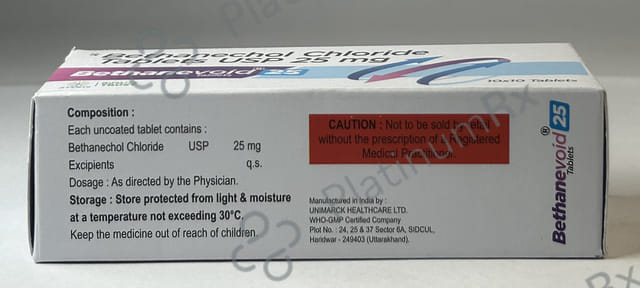 Bethanechol Chloride
Tablets USP 25 mg
Bethanevoid® 25
10x10 Tablets
Composition :
Each uncoated tablet contains :
Bethanechol Chloride USP 25 mg
Excipients q.s.
Dosage : As directed by the Physician.
Storage : Store protected from light & moisture
at a temperature not exceeding 30°C.
Keep the medicine out of reach of children.
CAUTION : Not to be sold by retail
without the prescription of a Registered
Medical Practitioner.
Manufactured in India by :
UNIMARCK HEALTHCARE LTD.
WHO-GMP Certified Company
Plot No. : 24, 25 & 37 Sector 6A, SIDCUL,
Haridwar - 249403 (Uttarakhand).
Bethanevoid® 25
Tablets
PlatinumRx